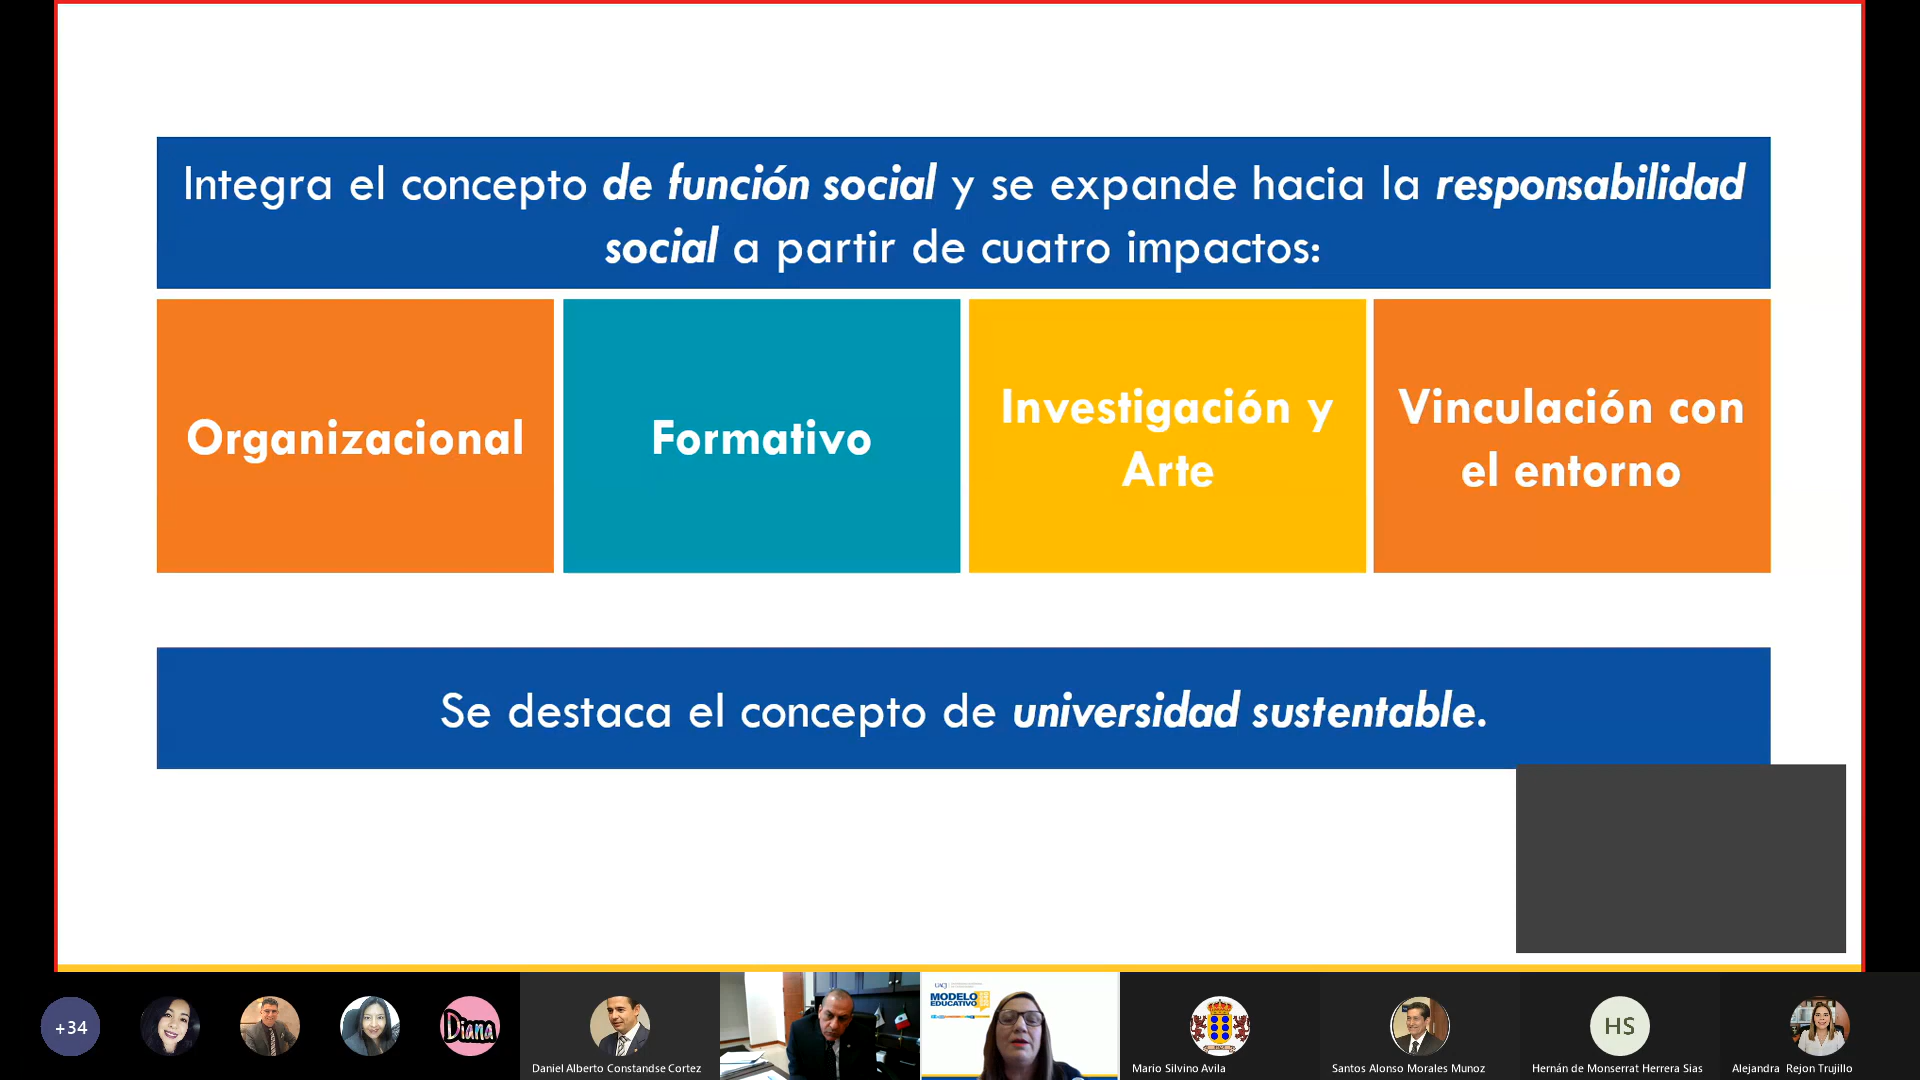 Integra el concepto de función social y se expande hacia la responsabilidad
social a partir de cuatro impactos:
Organizacional
Formativo
Investigación y
Arte
Vinculación con
el entorno
Se destaca el concepto de universidad sustentable.
+34
Diana
Daniel Alberto Constandse Cortez
UACJ
MODELO
EDUCATIVO
Mario Silvino Avila
Santos Alonso Morales Munoz
HS
Hernán de Monserrat Herrera Sias
Alejandra Rejon Trujillo